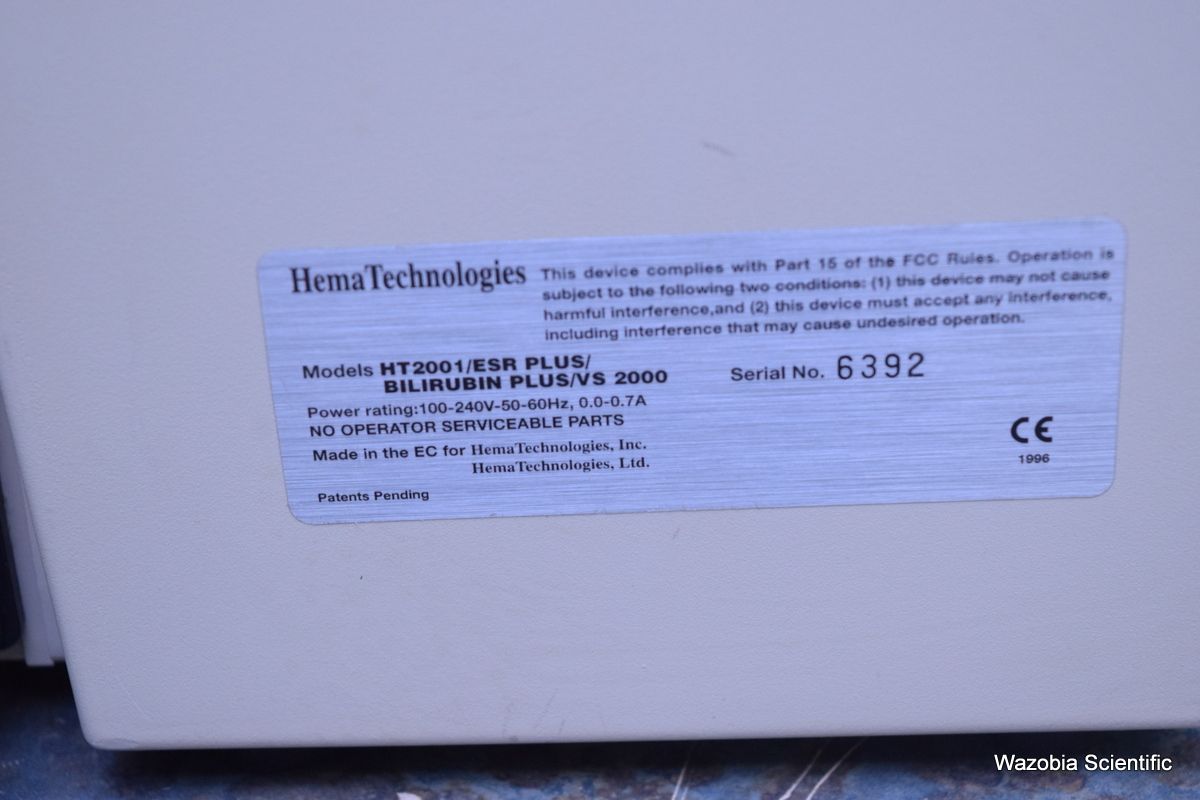 HemaTechnologies
This device complies with Part 15 of the FCC Rules. Operation is
subject to the following two conditions: (1) this device may not cause
harmful interference,and (2) this device must accept any interference,
including interference that may cause undesired operation.
Models HT2001/ESR PLUS/
BILIRUBIN PLUS/VS 2000
Serial No. 6392
Power rating:100-240V-50-60Hz, 0.0-0.7A
NO OPERATOR SERVICEABLE PARTS
Made in the EC for HemaTechnologies, Inc.
HemaTechnologies, Ltd.
CE
1996
Patents Pending
Wazobia Scientific